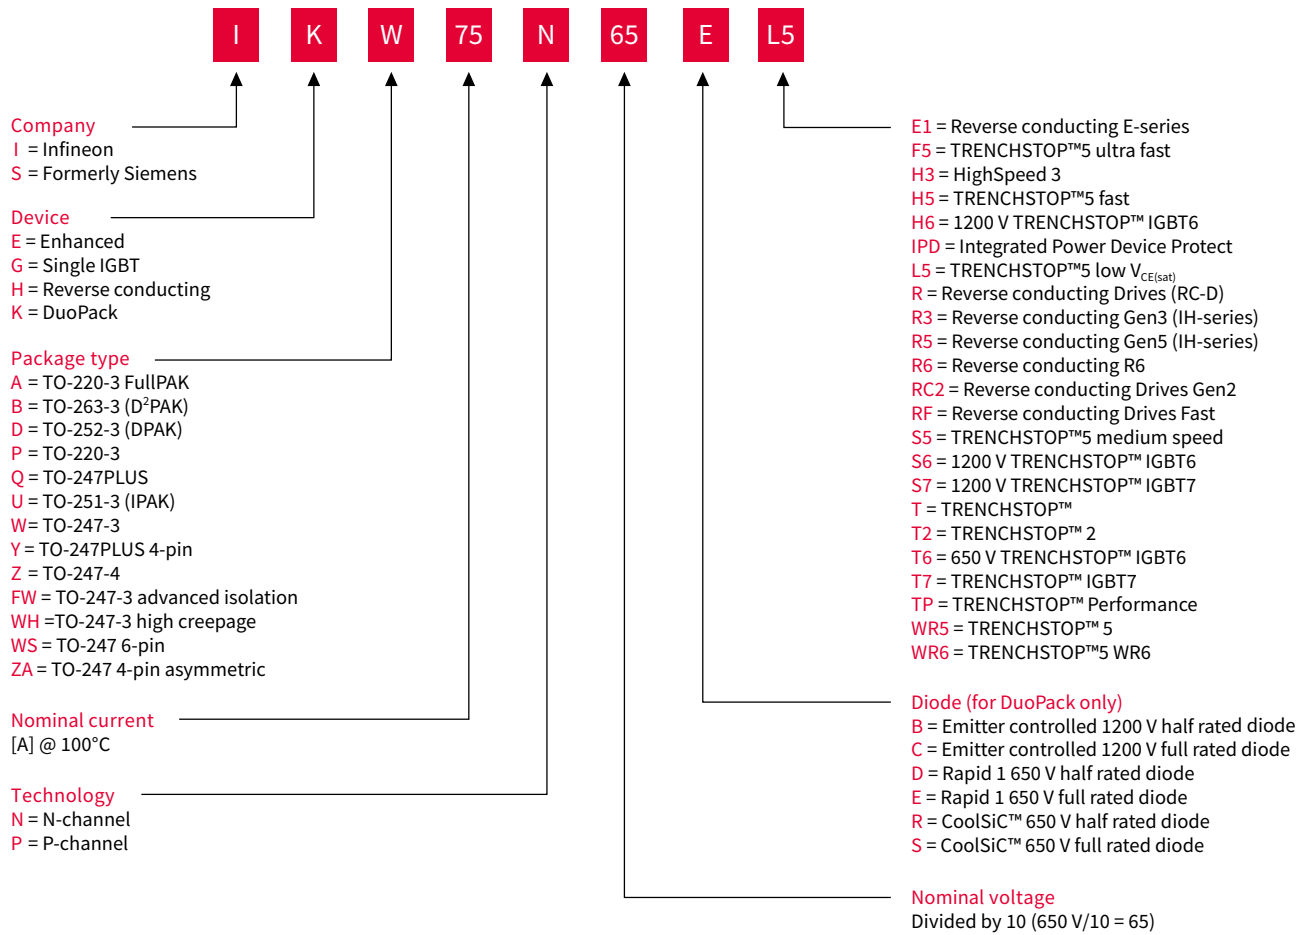 I K W 75 N 65 E L5
Company
I = Infineon
S = Formerly Siemens
Device
E = Enhanced
G = Single IGBT
H = Reverse conducting
K = DuoPack
Package type
A = TO-220-3 FullPAK
B = TO-263-3 (D²PAK)
D = TO-252-3 (DPAK)
P = TO-220-3
Q = TO-247PLUS
U = TO-251-3 (IPAK)
W= TO-247-3
Y = TO-247PLUS 4-pin
Z = TO-247-4
FW = TO-247-3 advanced isolation
WH =TO-247-3 high creepage
WS = TO-247 6-pin
ZA = TO-247 4-pin asymmetric
Nominal current
[A] @ 100°C
Technology
N = N-channel
P = P-channel
E1 = Reverse conducting E-series
F5 = TRENCHSTOP™5 ultra fast
H3 = HighSpeed 3
H5 = TRENCHSTOP™5 fast
H6 = 1200 V TRENCHSTOP™ IGBT6
IPD = Integrated Power Device Protect
L5 = TRENCHSTOP™5 low VCE(sat)
R = Reverse conducting Drives (RC-D)
R3 = Reverse conducting Gen3 (IH-series)
R5 = Reverse conducting Gen5 (IH-series)
R6 = Reverse conducting R6
RC2 = Reverse conducting Drives Gen2
RF = Reverse conducting Drives Fast
S5 = TRENCHSTOP™5 medium speed
S6 = 1200 V TRENCHSTOP™ IGBT6
S7 = 1200 V TRENCHSTOP™ IGBT7
T = TRENCHSTOP™
T2 = TRENCHSTOP™ 2
T6 = 650 V TRENCHSTOP™ IGBT6
T7 = TRENCHSTOP™ IGBT7
TP = TRENCHSTOP™ Performance
WR5 = TRENCHSTOP™ 5
WR6 = TRENCHSTOP™5 WR6
Diode (for DuoPack only)
B = Emitter controlled 1200 V half rated diode
C = Emitter controlled 1200 V full rated diode
D = Rapid 1 650 V half rated diode
E = Rapid 1 650 V full rated diode
R = CoolSiC™ 650 V half rated diode
S = CoolSiC™ 650 V full rated diode
Nominal voltage
Divided by 10 (650 V/10 = 65)